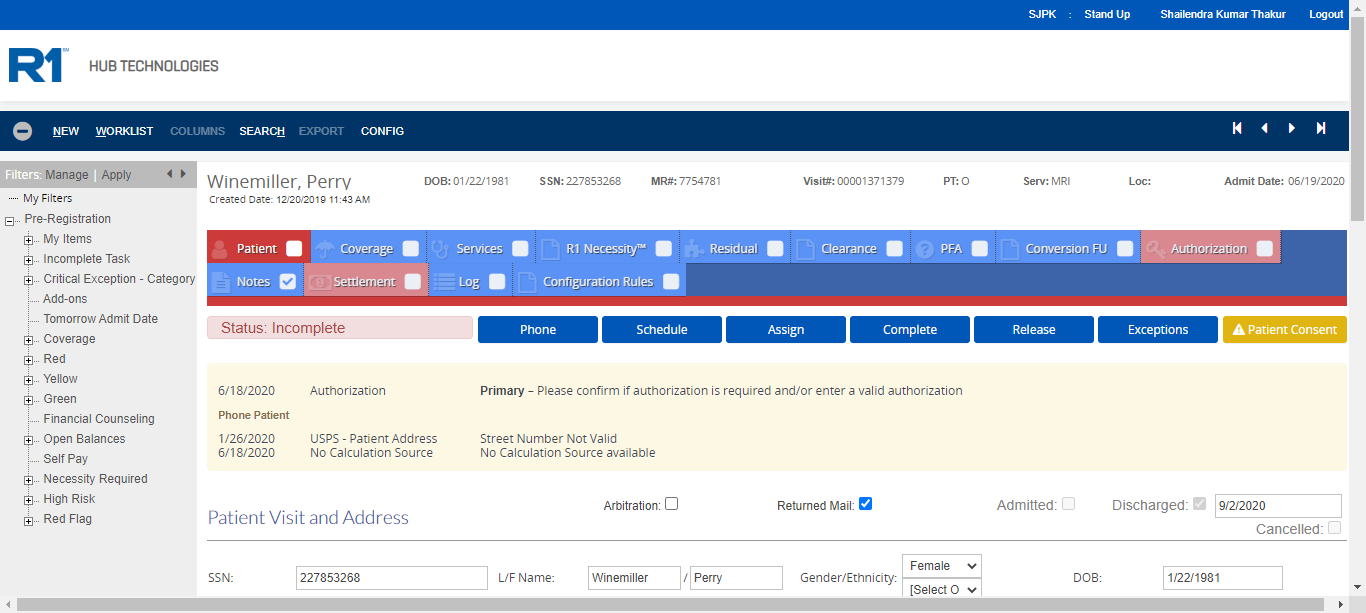 SJPK : Stand Up Shailendra Kumar Thakur Logout
R1 HUB TECHNOLOGIES
NEW WORKLIST COLUMNS SEARCH EXPORT CONFIG
Filters: Manage | Apply
My Filters
Pre-Registration
My Items
Incomplete Task
Critical Exception - Category
Add-ons
Tomorrow Admit Date
Coverage
Red
Yellow
Green
Financial Counseling
Open Balances
Self Pay
Necessity Required
High Risk
Red Flag
Winemiller, Perry DOB: 01/22/1981 SSN: 227853268 MR#: 7754781 Visit#: 00001371379 PT: O Serv: MRI Loc: Admit Date: 06/19/2020
Created Date: 12/20/2019 11:43 AM
Patient Coverage Services R1 Necessity™ Residual Clearance PFA Conversion FU Authorization
Notes Settlement Log Configuration Rules
Status: Incomplete Phone Schedule Assign Complete Release Exceptions Patient Consent
6/18/2020 Authorization Primary – Please confirm if authorization is required and/or enter a valid authorization
Phone Patient
1/26/2020 USPS - Patient Address Street Number Not Valid
6/18/2020 No Calculation Source No Calculation Source available
Arbitration: Returned Mail: Admitted: Discharged: 9/2/2020
Patient Visit and Address
Cancelled:
SSN: 227853268 L/F Name: Winemiller / Perry Gender/Ethnicity: Female DOB: 1/22/1981
[Select O